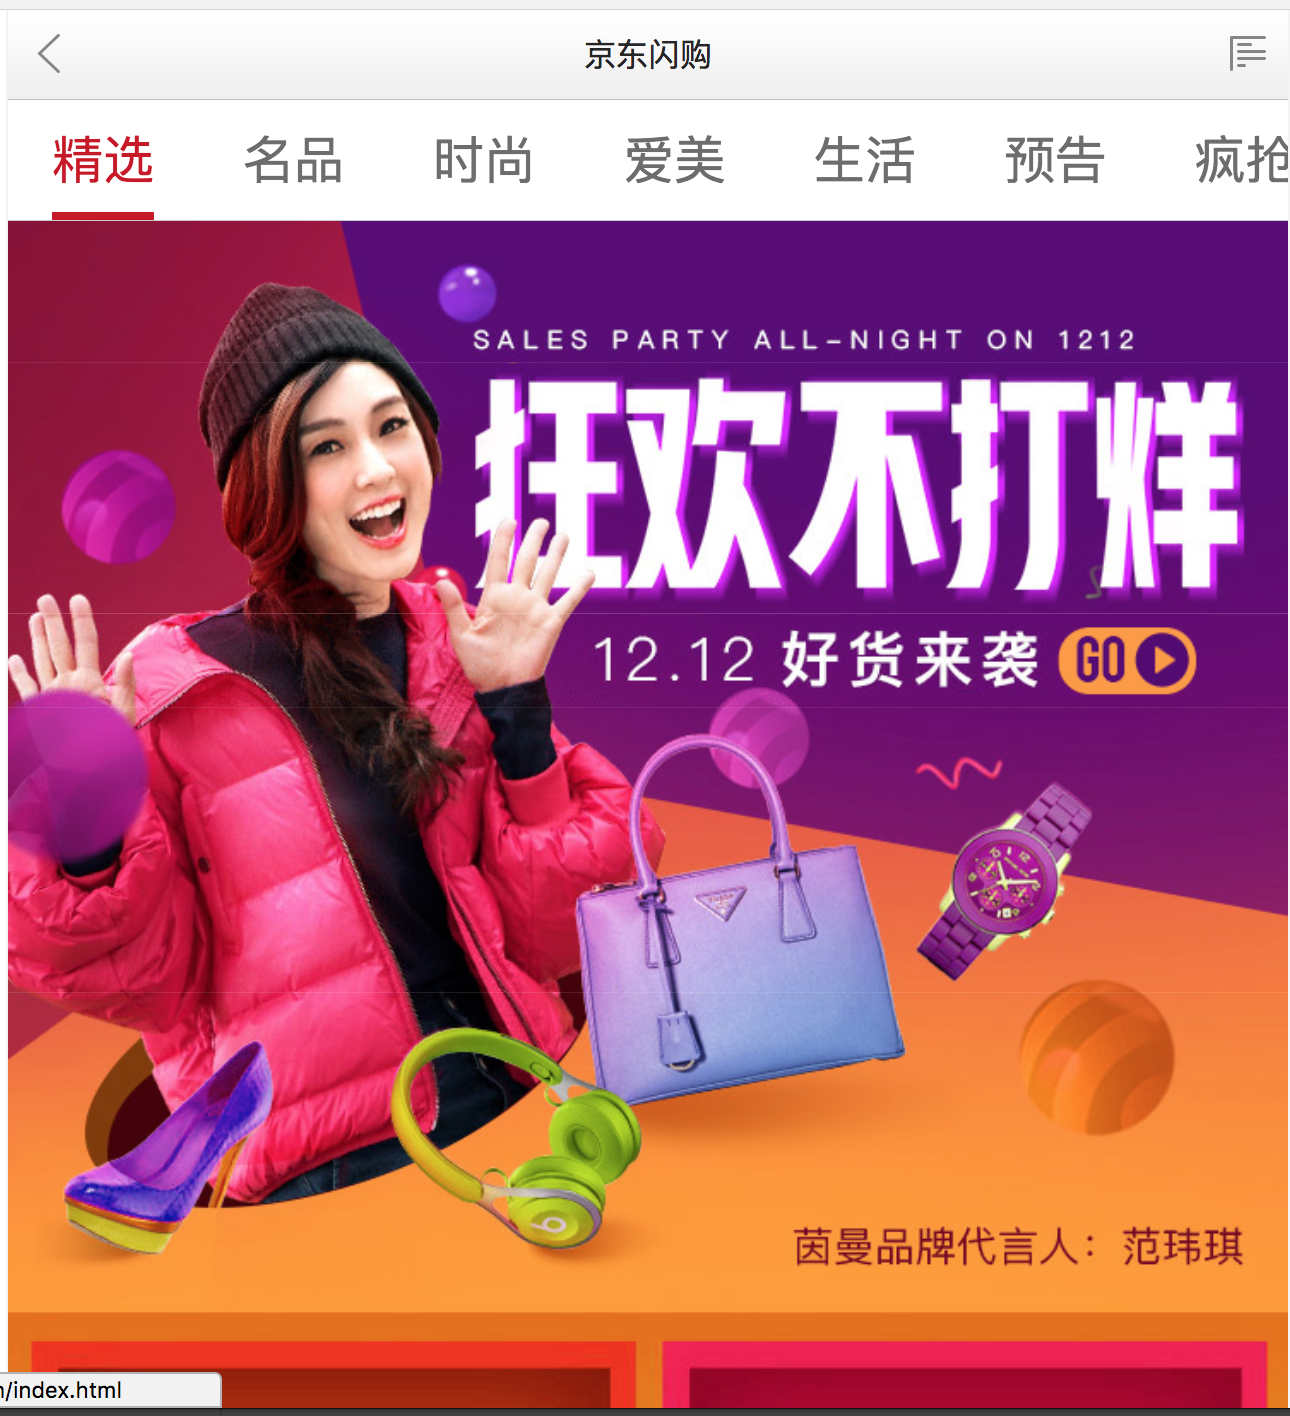 京东闪购
精选 名品 时尚 爱美 生活 预告 疯抢
SALES PARTY ALL-NIGHT ON 1212
狂欢不打烊
12.12 好货来袭 GO
茵曼品牌代言人：范玮琪
/index.html